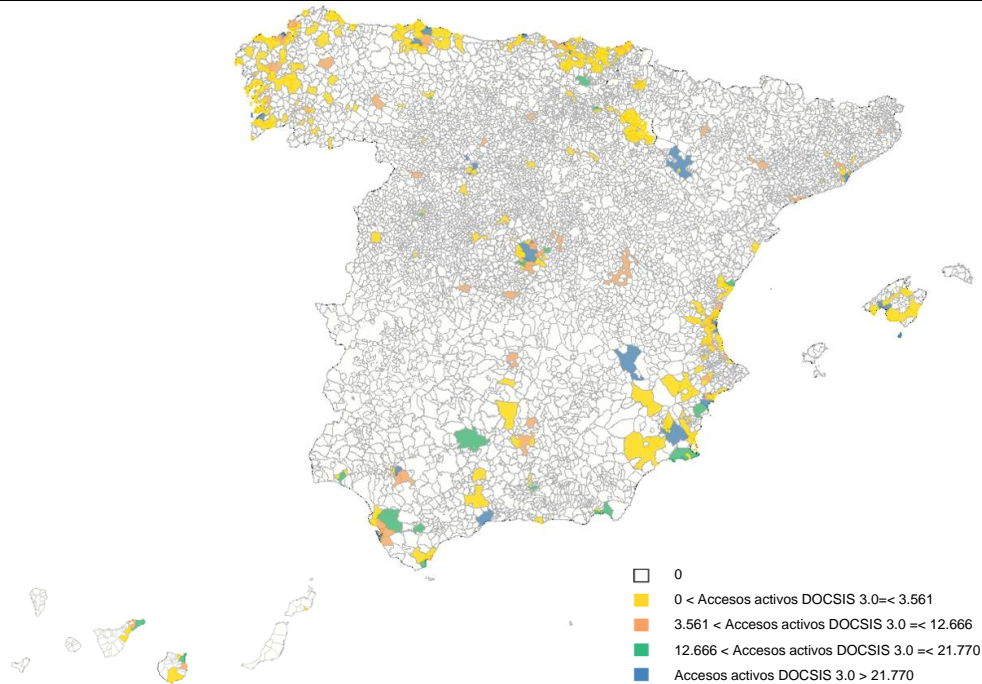 0
0 < Accesos activos DOCSIS 3.0=< 3.561
3.561 < Accesos activos DOCSIS 3.0 =< 12.666
12.666 < Accesos activos DOCSIS 3.0 =< 21.770
Accesos activos DOCSIS 3.0 > 21.770